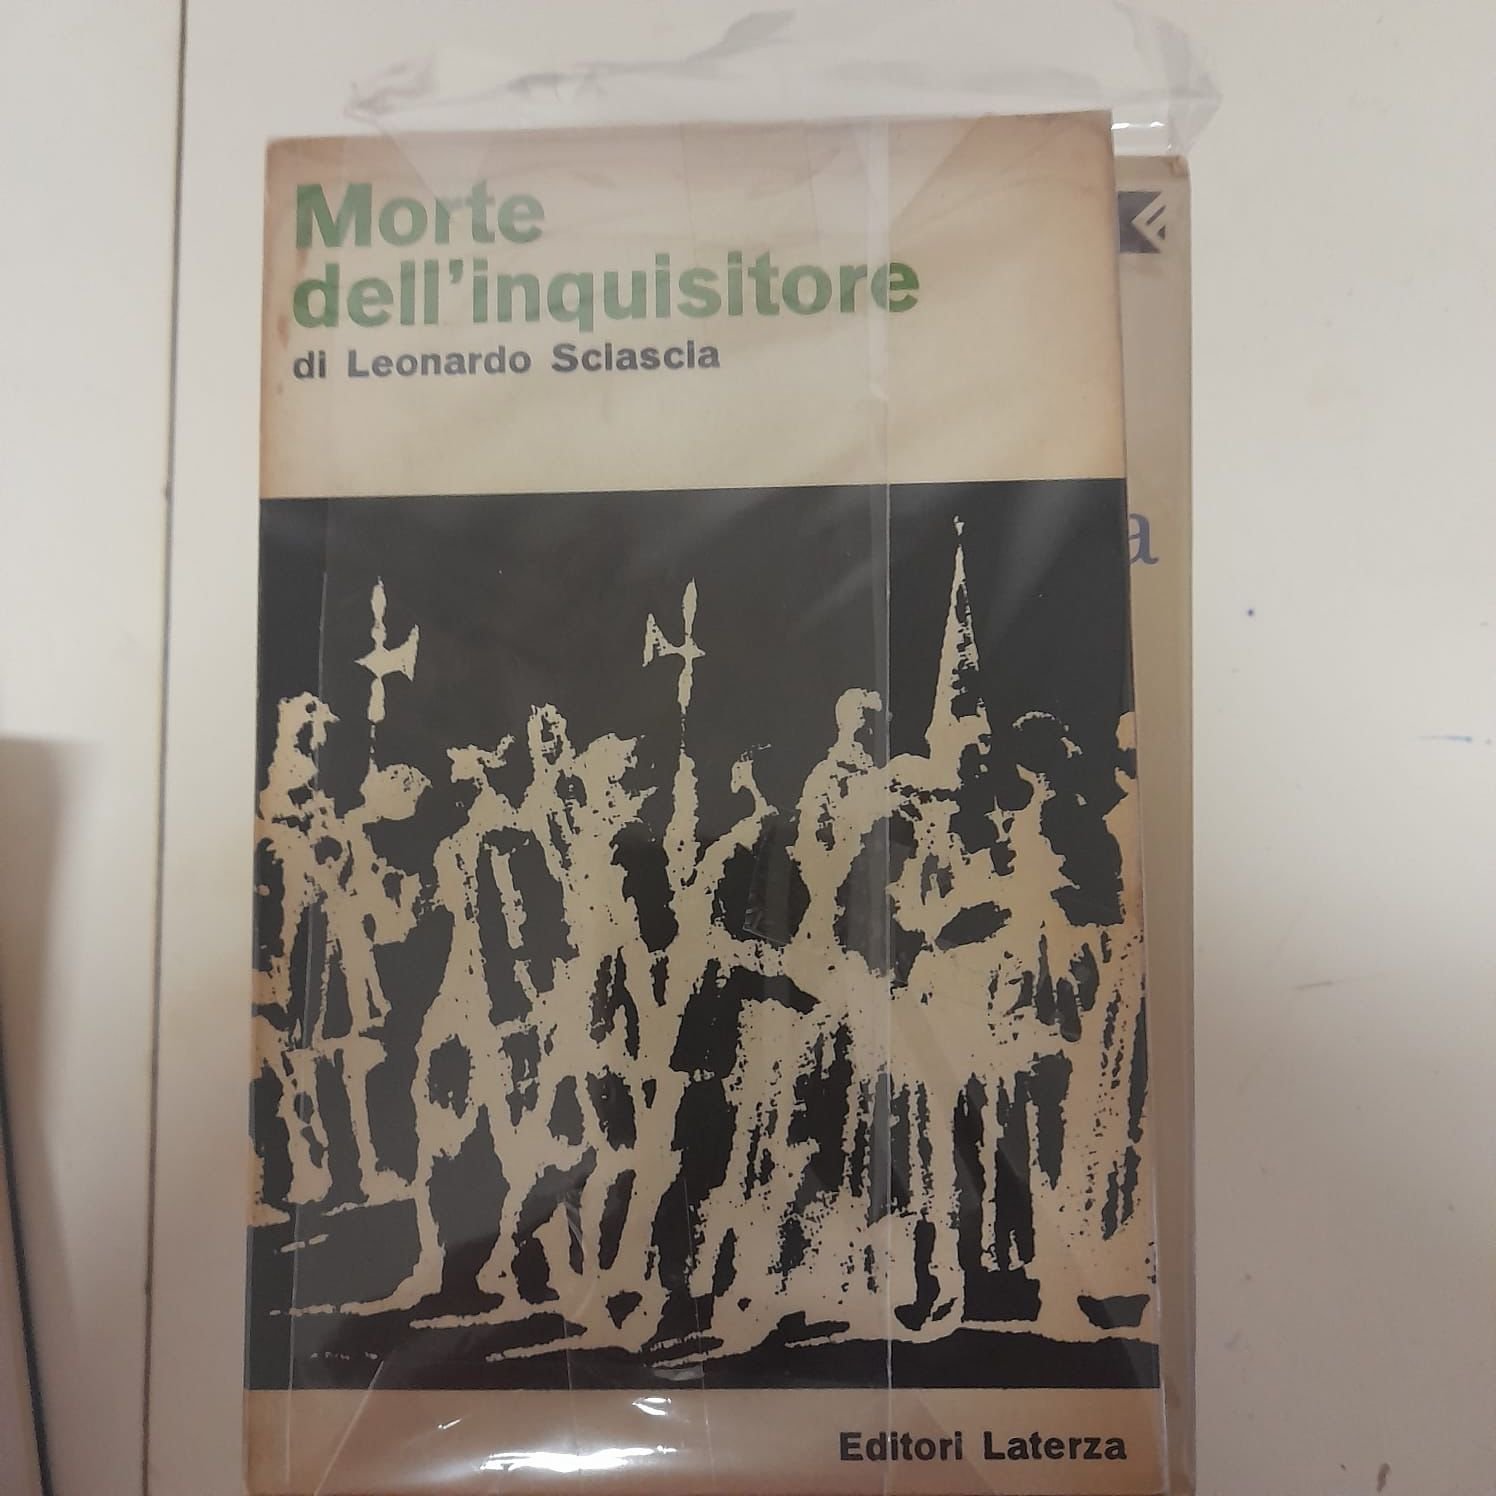 Morte
dell'inquisitore
di Leonardo Sciascia
a
Editori Laterza